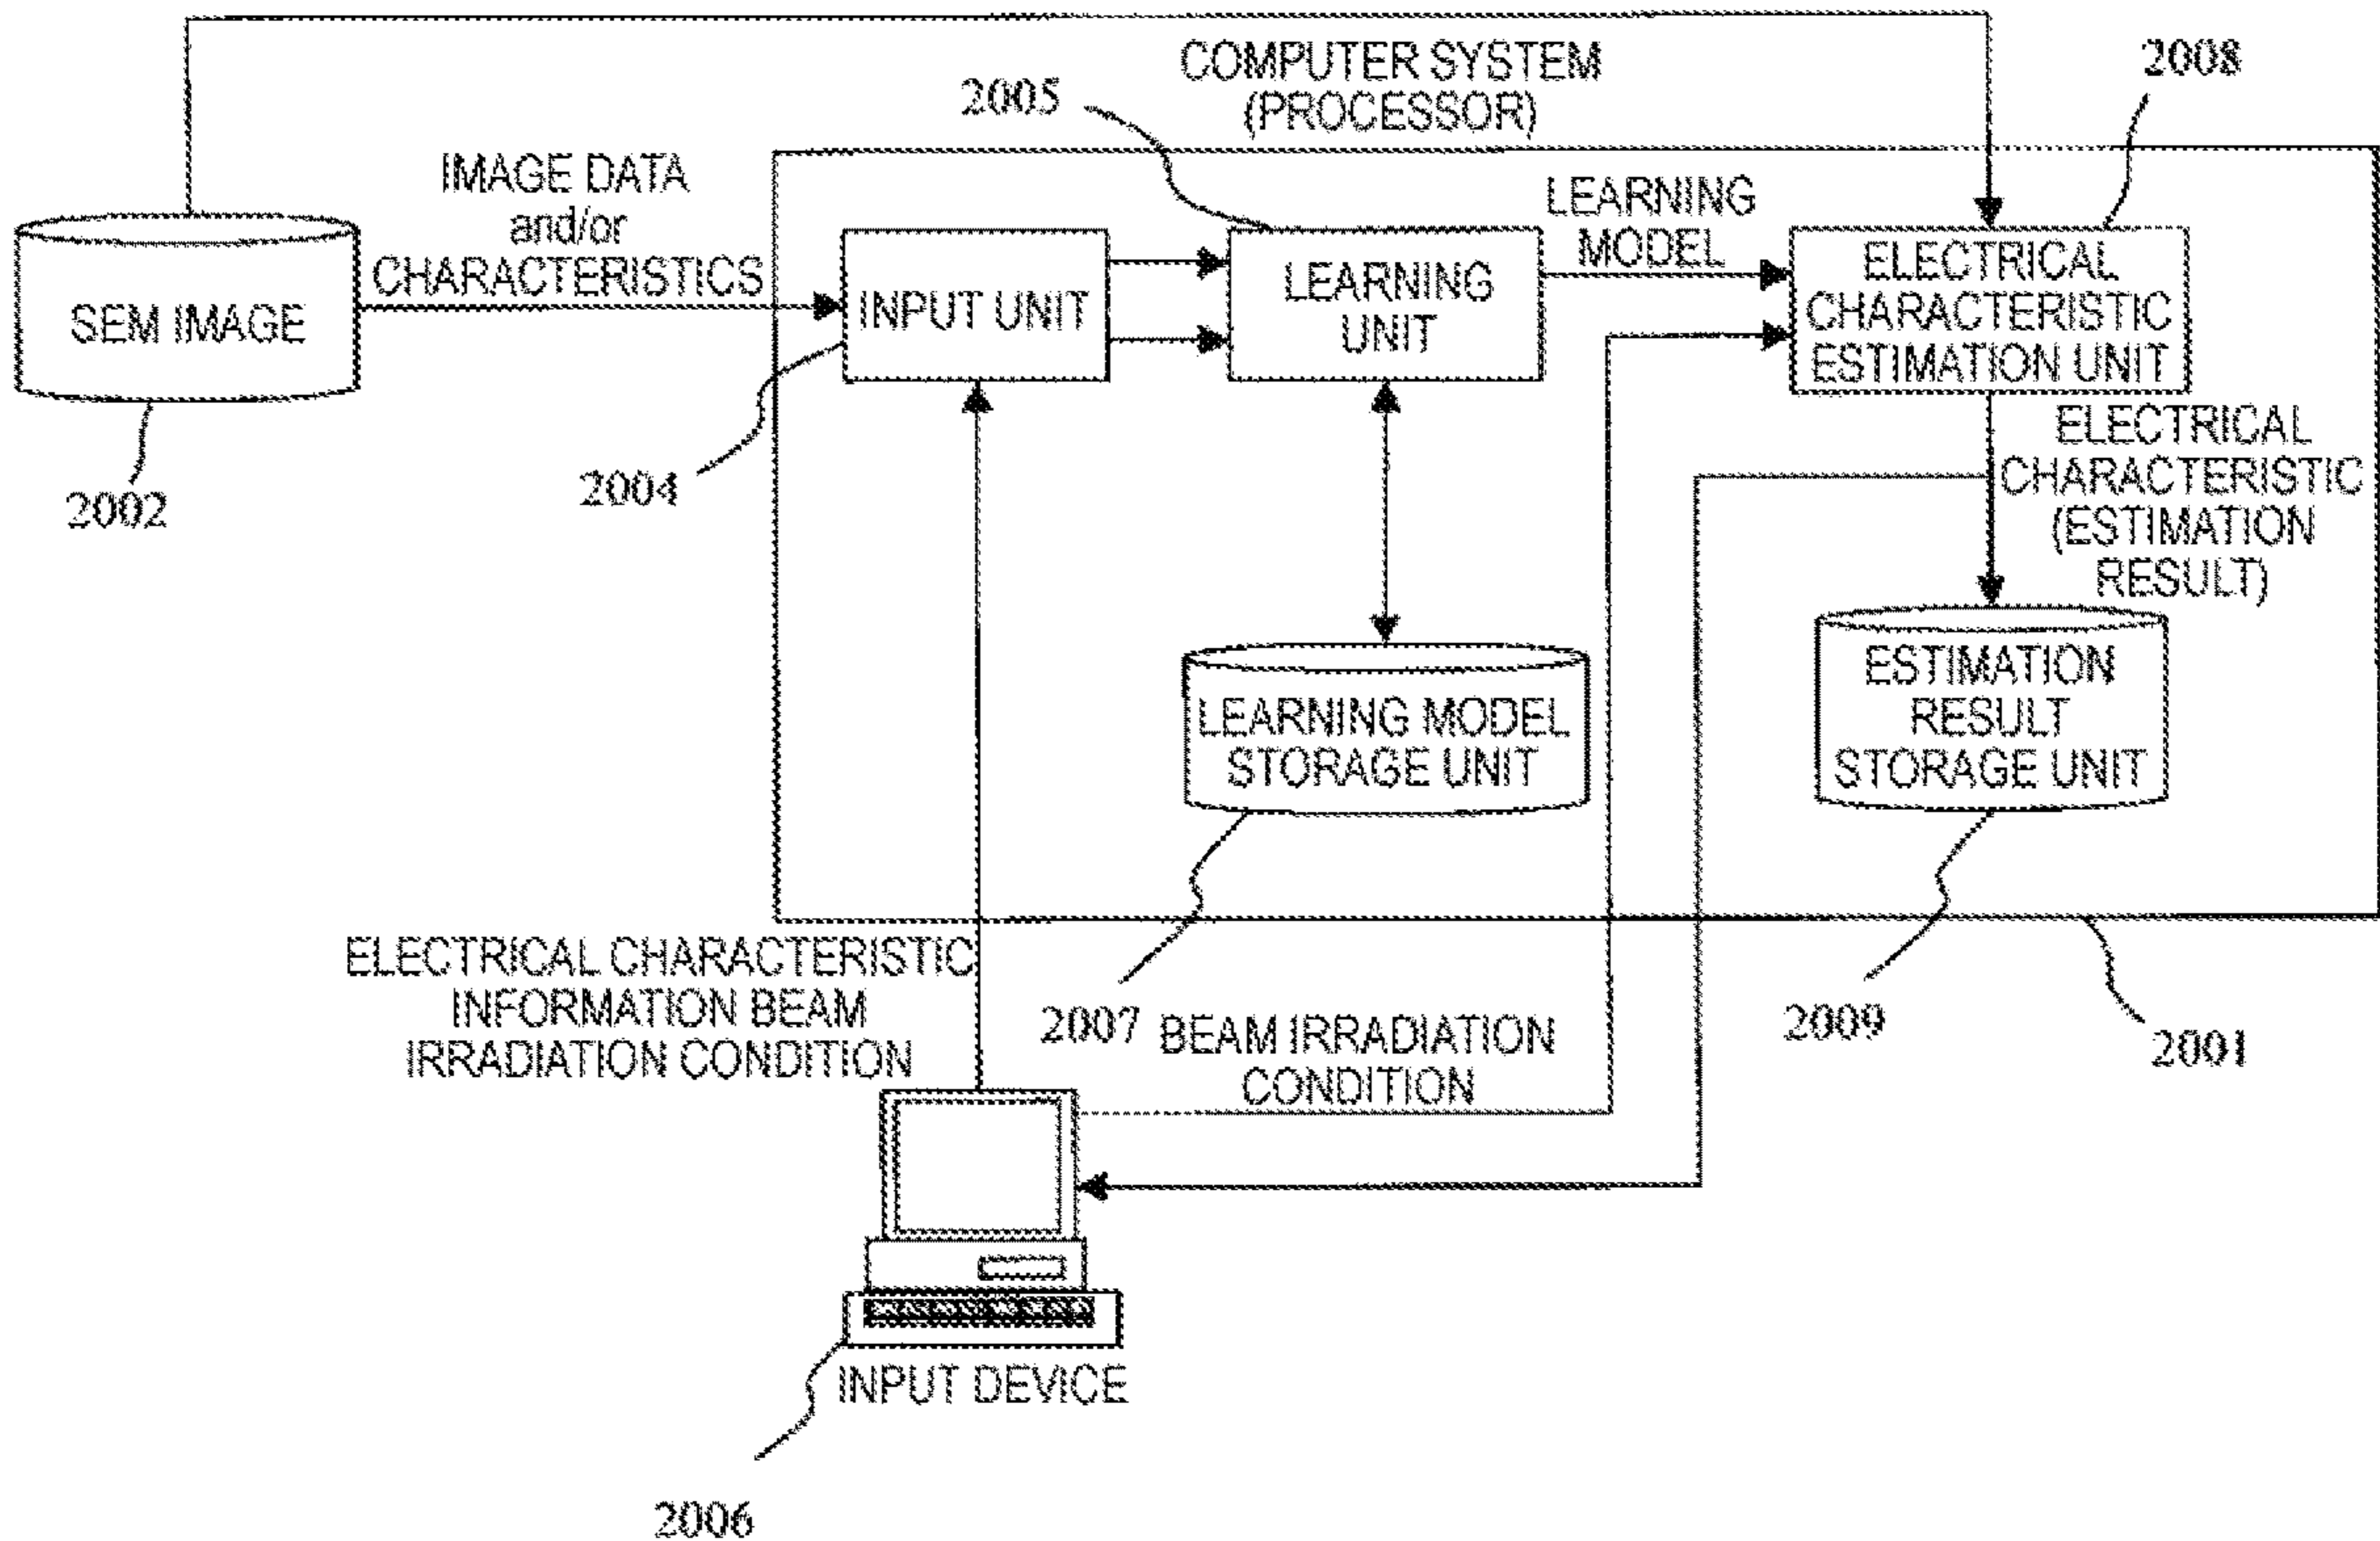 COMPUTER SYSTEM
(PROCESSOR)
2008
2005
IMAGE DATA
and/or
CHARACTERISTICS
LEARNING
MODEL
SEM IMAGE
INPUT UNIT
LEARNING
UNIT
ELECTRICAL
CHARACTERISTIC
ESTIMATION UNIT
2002
2004
ELECTRICAL
CHARACTERISTIC
(ESTIMATION
RESULT)
LEARNING MODEL
STORAGE UNIT
ESTIMATION
RESULT
STORAGE UNIT
ELECTRICAL CHARACTERISTIC
INFORMATION BEAM
IRRADIATION CONDITION
2007
BEAM IRRADIATION
CONDITION
2009
2001
INPUT DEVICE
2006